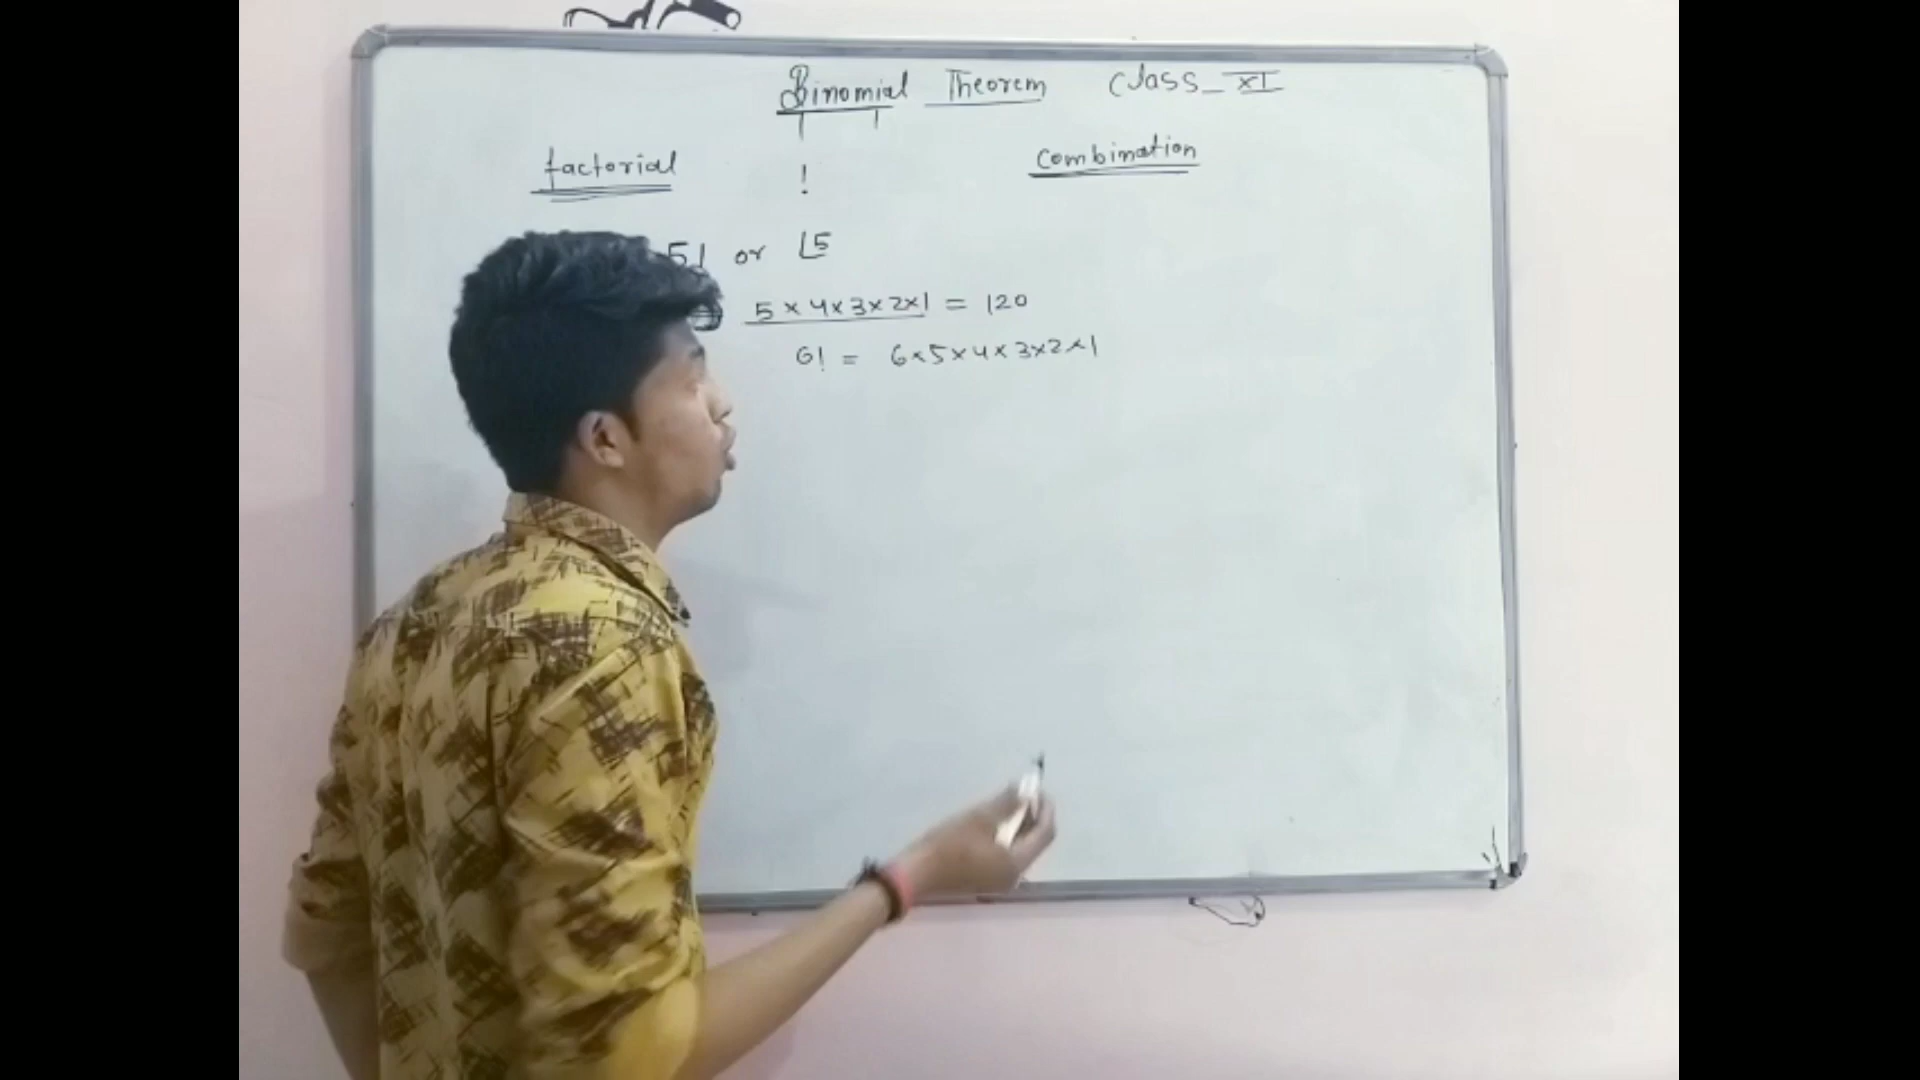 Binomial Theorem Class - XI
factorial ! Combination
5! or ⌊5
5 × 4 × 3 × 2 × 1 = 120
6! = 6 × 5 × 4 × 3 × 2 × 1